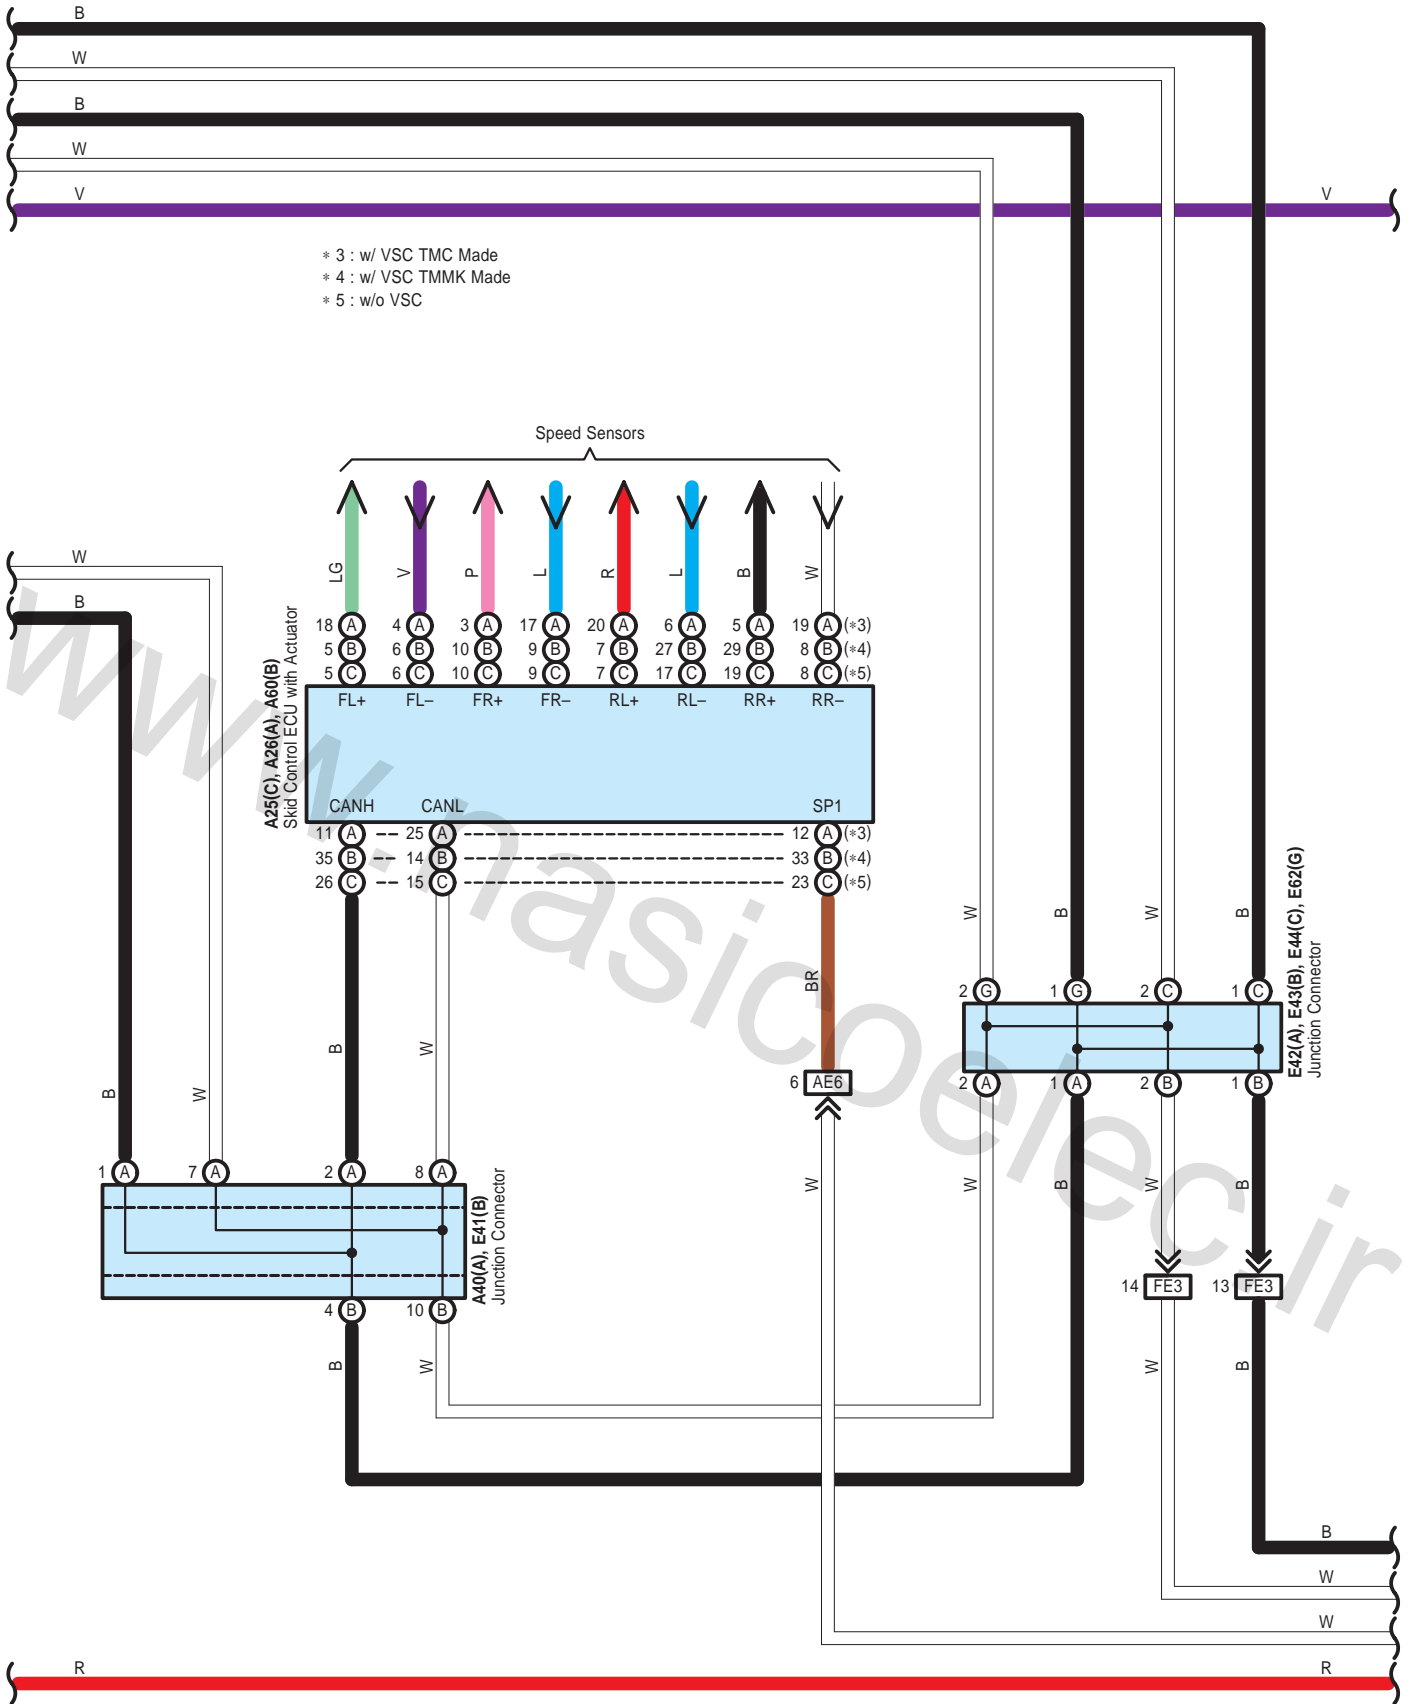 B
W
B
W
V V
* 3 : w/ VSC TMC Made
* 4 : w/ VSC TMMK Made
* 5 : w/o VSC
Speed Sensors
W
B
LG V P L R L B W
18 A 4 A 3 A 17 A 20 A 6 A 5 A 19 A (*3)
5 B 6 B 10 B 9 B 7 B 27 B 29 B 8 B (*4)
5 C 6 C 10 C 9 C 7 C 17 C 19 C 8 C (*5)
FL+ FL– FR+ FR– RL+ RL– RR+ RR–
A25(C), A26(A), A60(B)
Skid Control ECU with Actuator
CANH CANL SP1
11 A 25 A 12 A (*3)
35 B 14 B 33 B (*4)
26 C 15 C 23 C (*5)
W B W B
BR
2 G 1 G 2 C 1 C
E42(A), E43(B), E44(C), E62(G)
Junction Connector
2 A 1 A 2 B 1 B
B W
6 AE6
B W
W W B W B
1 A 7 A 2 A 8 A
A40(A), E41(B)
Junction Connector
4 B 10 B
14 FE3 13 FE3
B W W B
B
W
W
R R
www.nasicoelec.ir